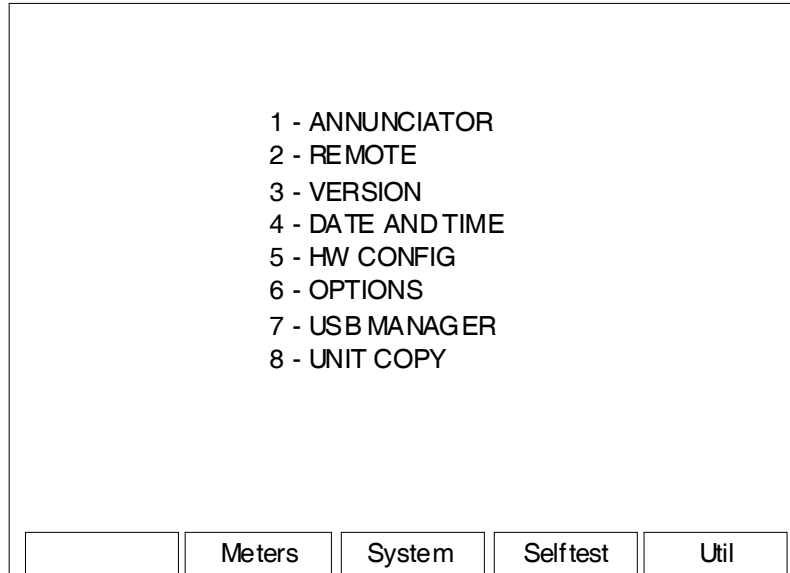 1 - ANNUNCIATOR
2 - REMOTE
3 - VERSION
4 - DATE AND TIME
5 - HW CONFIG
6 - OPTIONS
7 - USB MANAGER
8 - UNIT COPY
Meters System Selftest Util